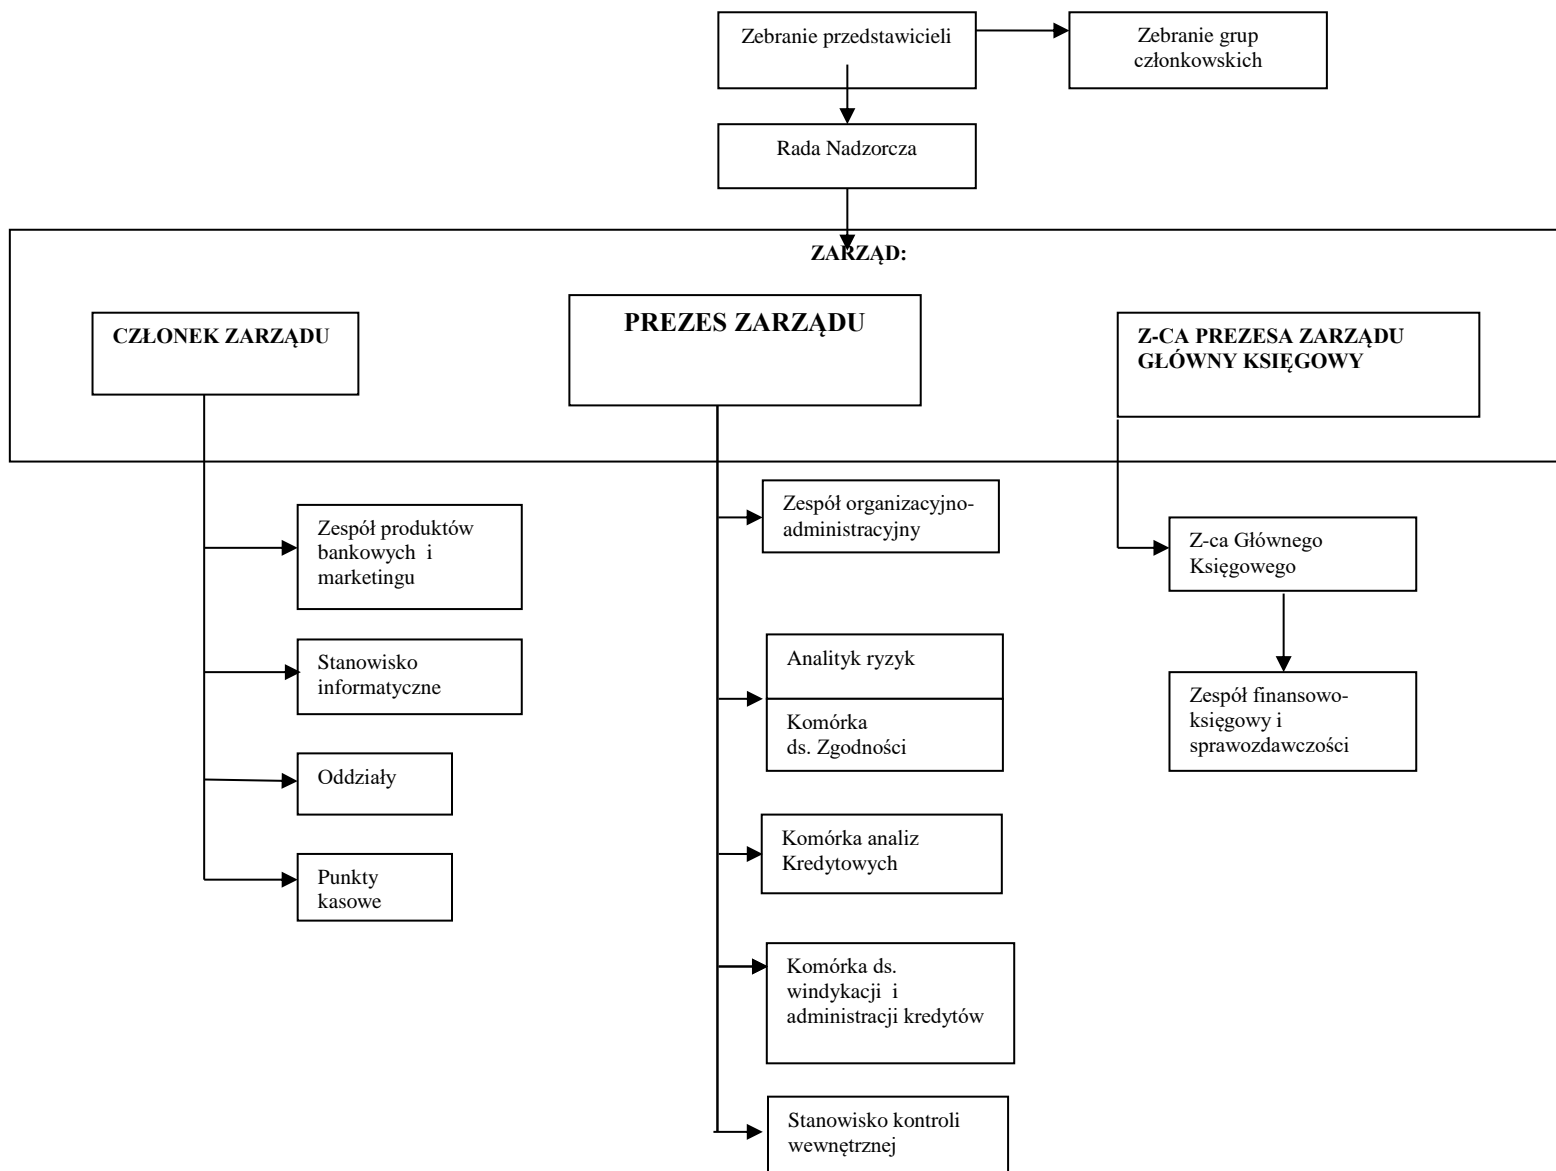 Zebranie przedstawicieli
Zebranie grup
członkowskich
Rada Nadzorcza
ZARZĄD:
CZŁONEK ZARZĄDU
PREZES ZARZĄDU
Z-CA PREZESA ZARZĄDU
GŁÓWNY KSIĘGOWY
Zespół produktów
bankowych i
marketingu
Stanowisko
informatyczne
Oddziały
Punkty
kasowe
Zespół organizacyjno-
administracyjny
Analityk ryzyk
Komórka
ds. Zgodności
Komórka analiz
Kredytowych
Komórka ds.
windykacji i
administracji kredytów
Stanowisko kontroli
wewnętrznej
Z-ca Głównego
Księgowego
Zespół finansowo-
księgowy i
sprawozdawczości